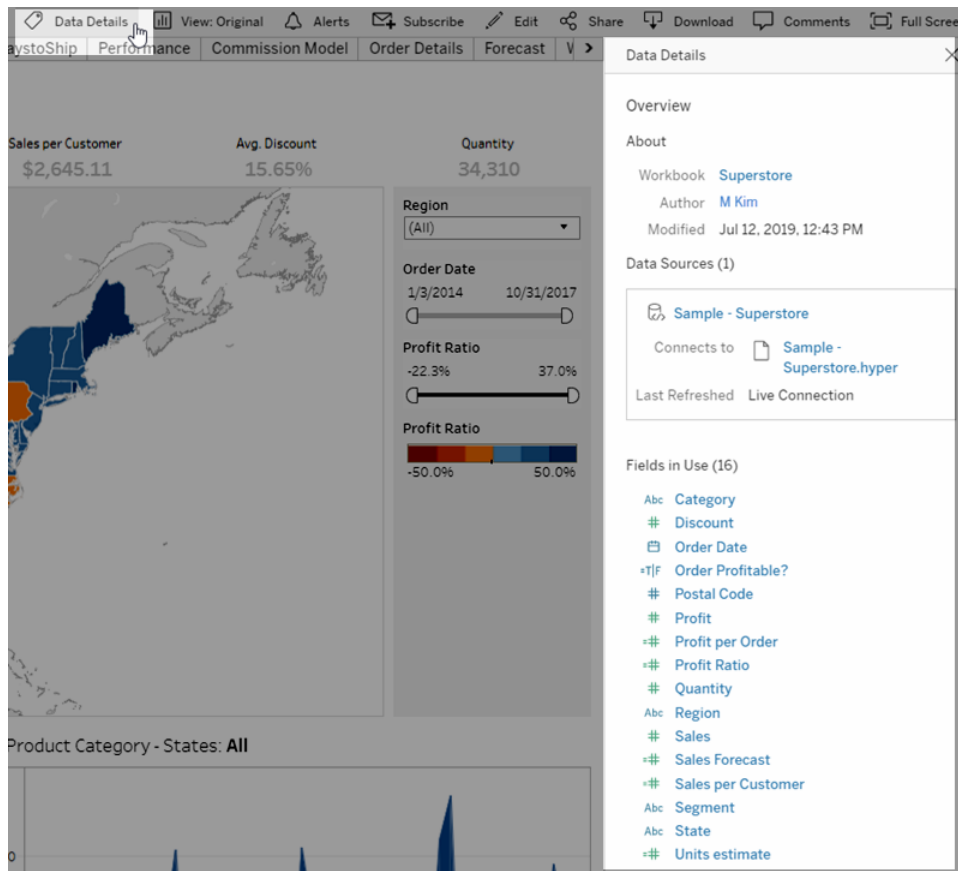 Data Details View: Original Alerts Subscribe Edit Share Download Comments Full Scree
aystoShip Performance Commission Model Order Details Forecast
Sales per Customer Avg. Discount Quantity
$2,645.11 15.65% 34,310
Region
(All)
Order Date
1/3/2014 10/31/2017
Profit Ratio
-22.3% 37.0%
Profit Ratio
-50.0% 50.0%
Product Category - States: All
0
Data Details
Overview
About
Workbook Superstore
Author M Kim
Modified Jul 12, 2019, 12:43 PM
Data Sources (1)
Sample - Superstore
Connects to Sample -
Superstore.hyper
Last Refreshed Live Connection
Fields in Use (16)
Abc Category
# Discount
Order Date
=T|F Order Profitable?
# Postal Code
# Profit
=# Profit per Order
=# Profit Ratio
# Quantity
Abc Region
# Sales
=# Sales Forecast
=# Sales per Customer
Abc Segment
Abc State
=# Units estimate